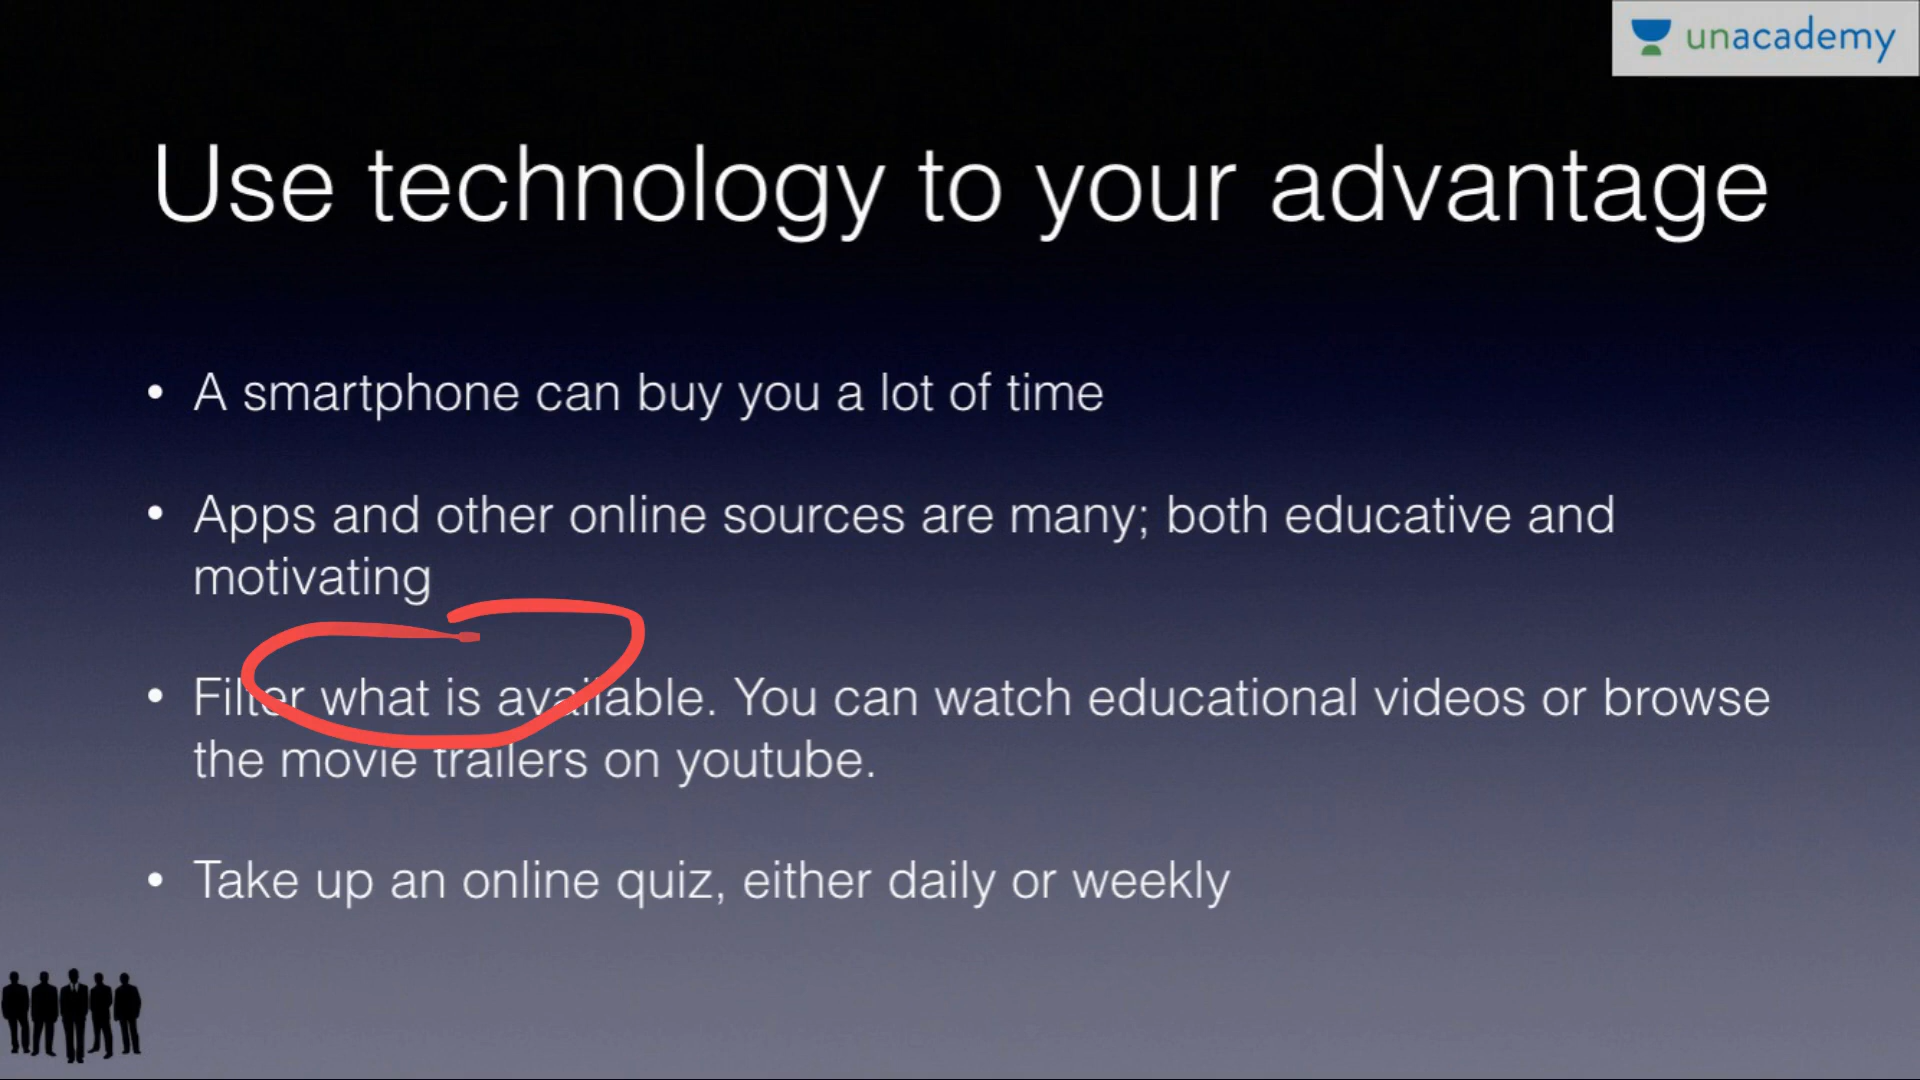 unacademy
Use technology to your advantage
• A smartphone can buy you a lot of time
• Apps and other online sources are many; both educative and
motivating
• Filter what is available. You can watch educational videos or browse
the movie trailers on youtube.
• Take up an online quiz, either daily or weekly